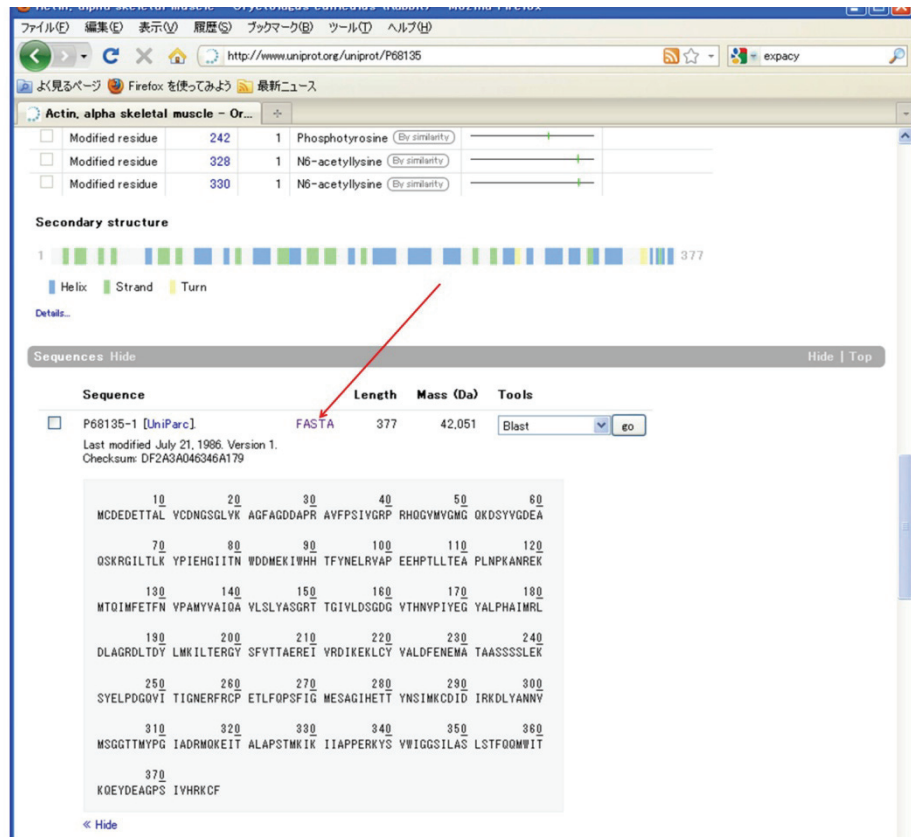 Actin, alpha skeletal muscle - Oryctolagus cuniculus (Rabbit) - Mozilla Firefox
ファイル(F) 編集(E) 表示(V) 履歴(S) ブックマーク(B) ツール(T) ヘルプ(H)
http://www.uniprot.org/uniprot/P68135 expacy
よく見るページ Firefox を使ってみよう 最新ニュース
Actin, alpha skeletal muscle - Or...
Modified residue 242 1 Phosphotyrosine By similarity
Modified residue 328 1 N6-acetyllysine By similarity
Modified residue 330 1 N6-acetyllysine By similarity
Secondary structure
1 377
Helix Strand Turn
Details...
Sequences Hide Hide | Top
Sequence Length Mass (Da) Tools
P68135-1 [UniParc]. FASTA 377 42,051 Blast go
Last modified July 21, 1986. Version 1.
Checksum: DF2A3A046346A179
10 20 30 40 50 60
MCDEDETTAL VCDNGSGLVK AGFAGDDAPR AVFPSIVGRP RHQGVMVGMG QKDSYVGDEA
70 80 90 100 110 120
QSKRGILTLK YPIEHGIITN WDDMEKIWHH TFYNELRVAP EEHPTLLTEA PLNPKANREK
130 140 150 160 170 180
MTQIMFETFN VPAMYVAIQA VLSLYASGRT TGIVLDSGDG VTHNVPIYEG YALPHAIMRL
190 200 210 220 230 240
DLAGRDLTDY LMKILTERGY SFVTTAEREI VRDIKEKLCY VALDFENEMA TAASSSSLEK
250 260 270 280 290 300
SYELPDGQVI TIGNERFRCP ETLFQPSFIG MESAGIHETT YNSIMKCDID IRKDLYANNV
310 320 330 340 350 360
MSGGTTMYPG IADRMQKEIT ALAPSTMKIK IIAPPERKYS VWIGGSILAS LSTFQQMWIT
370
KQEYDEAGPS IVHRKCF
« Hide